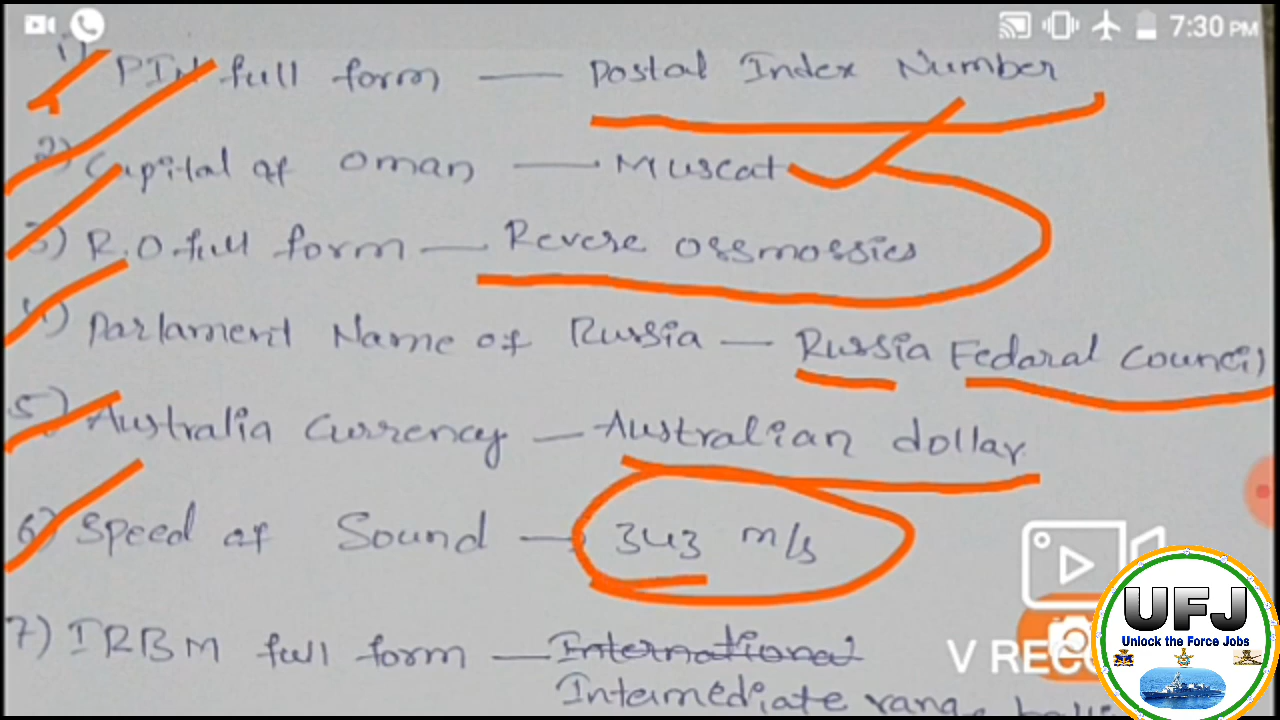 7:30 PM
1) PIN full form — Postal Index Number
2) Capital of Oman — Muscat
3) R.O. full form — Reverse ossmossies
4) Parlament Name of Russia — Russia Fedaral Council
5) Australia Currency — Australian dollar
6) Speed of Sound — 343 m/s
7) IRBM full form — International
Intermediate range
V REC
UFJ
Unlock the Force Jobs